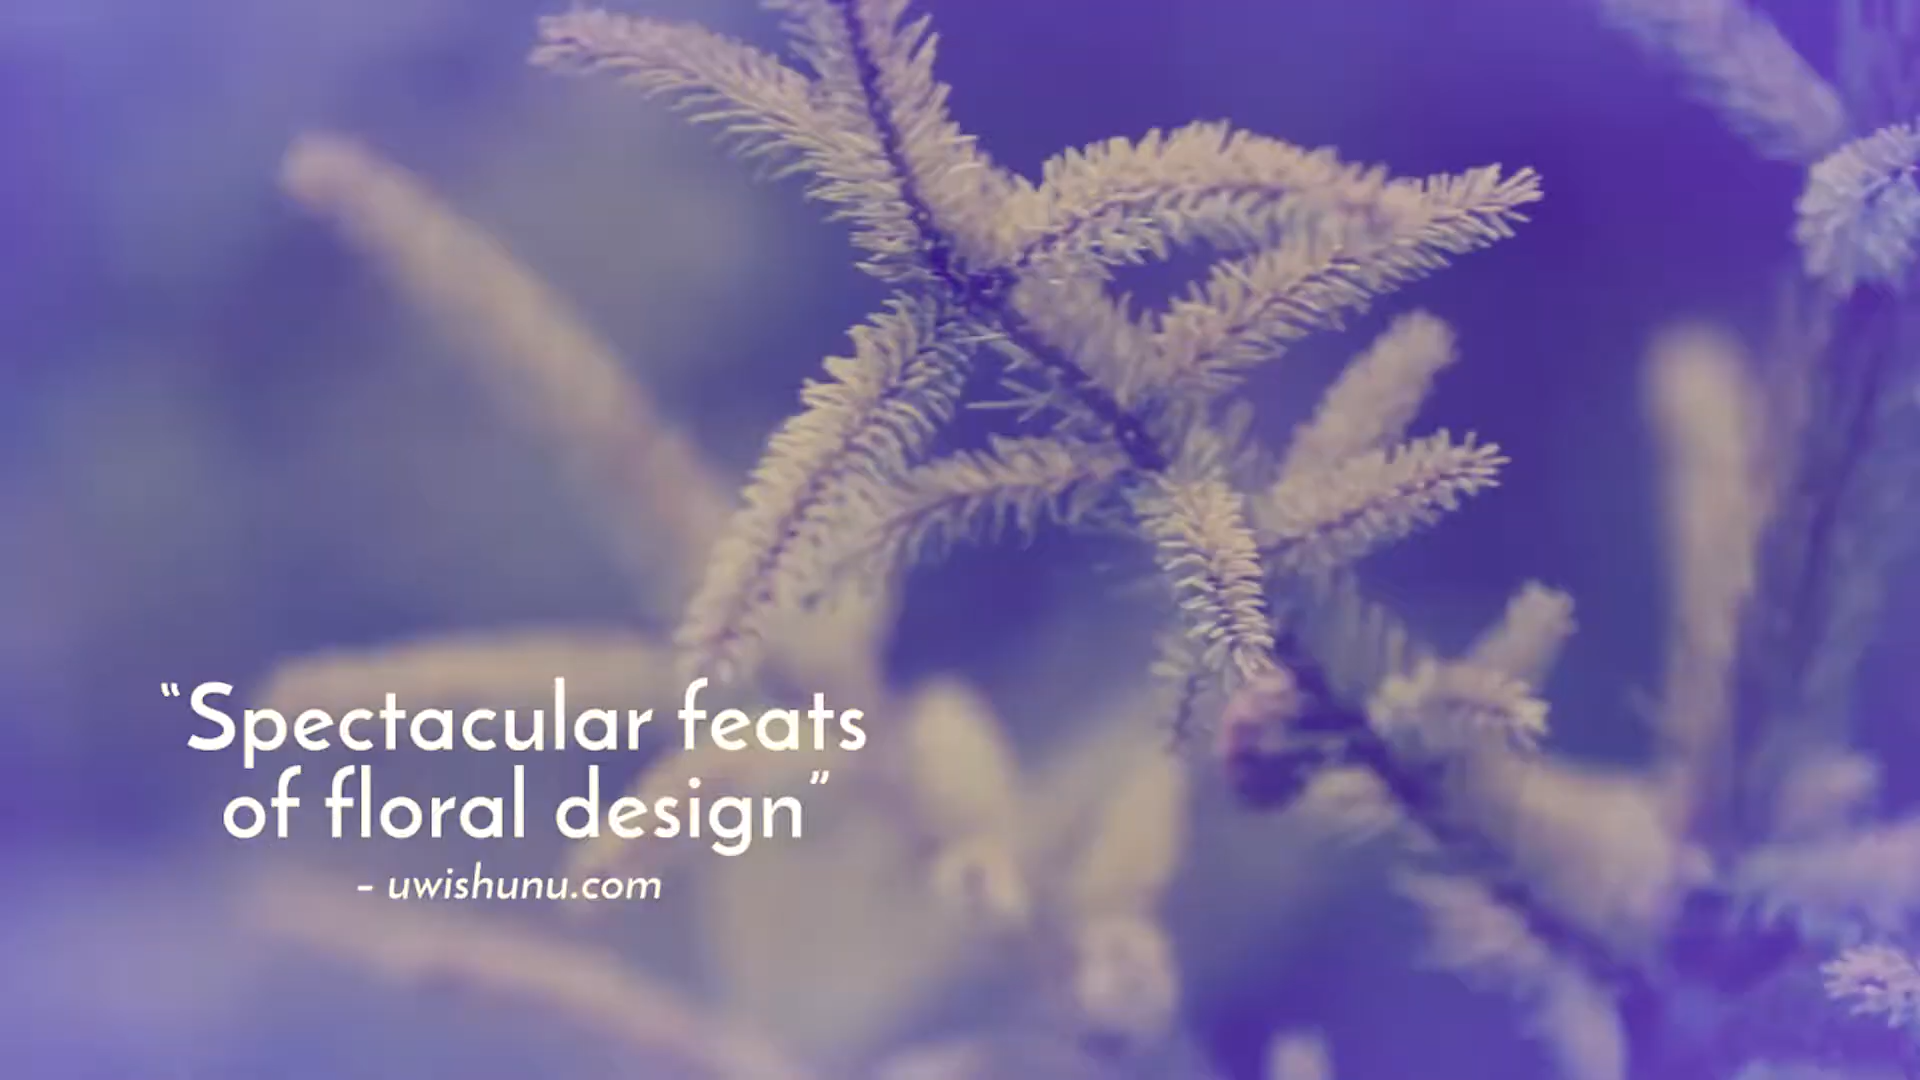 “Spectacular feats
of floral design”
- uwishunu.com